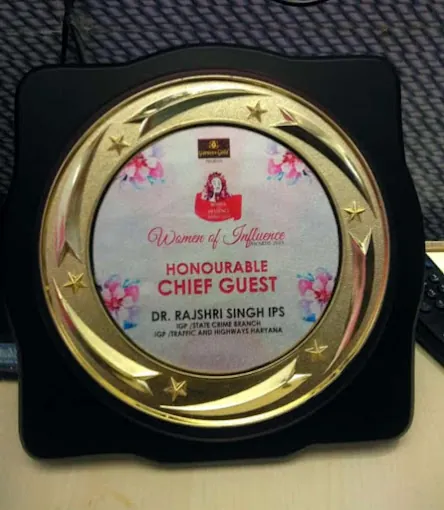 Women of Influence
HONOURABLE
CHIEF GUEST
DR. RAJSHRI SINGH IPS
IGP /STATE CRIME BRANCH
IGP /TRAFFIC AND HIGHWAYS HARYANA